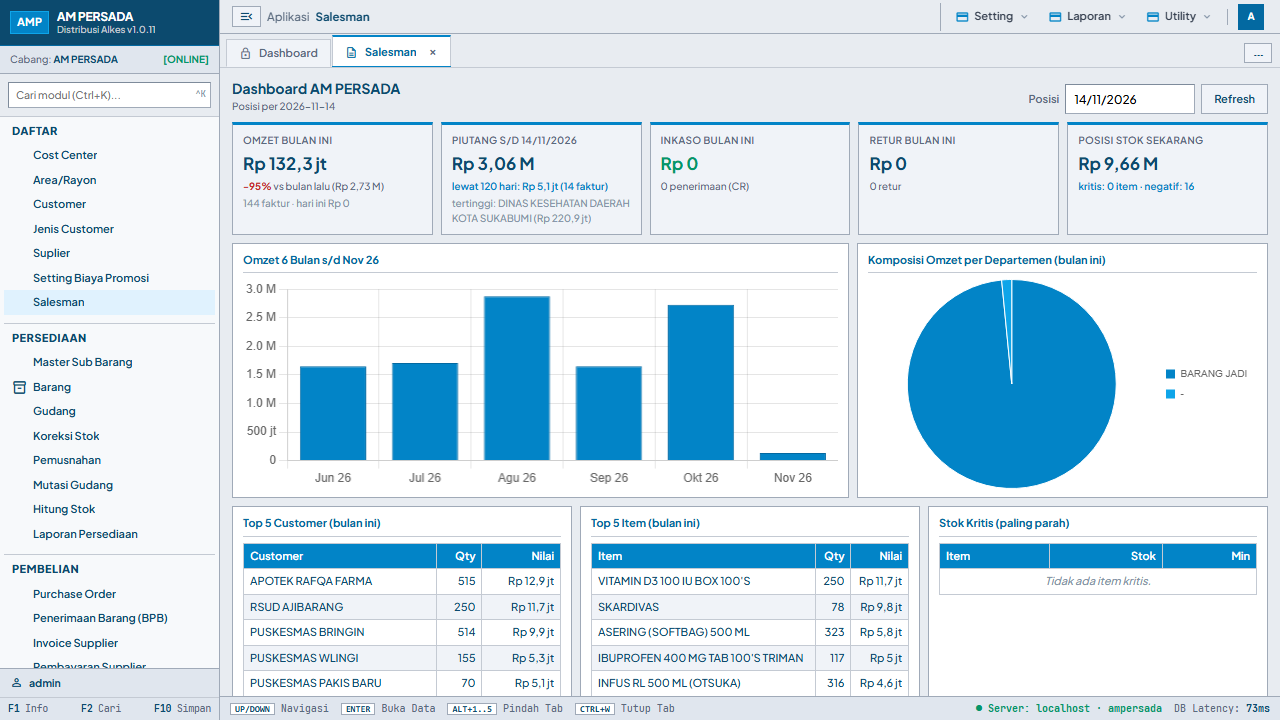 AMP
AM PERSADA
Distribusi Alkes v1.0.11
Cabang: AM PERSADA [ONLINE]
Cari modul (Ctrl+K)... ^K
DAFTAR
Cost Center
Area/Rayon
Customer
Jenis Customer
Suplier
Setting Biaya Promosi
Salesman
PERSEDIAAN
Master Sub Barang
Barang
Gudang
Koreksi Stok
Pemusnahan
Mutasi Gudang
Hitung Stok
Laporan Persediaan
PEMBELIAN
Purchase Order
Penerimaan Barang (BPB)
Invoice Supplier
Pembayaran Supplier
admin
F1 Info F2 Cari F10 Simpan
Aplikasi Salesman
Setting Laporan Utility A
Dashboard Salesman × ...
Dashboard AM PERSADA
Posisi per 2026-11-14
Posisi 14/11/2026 Refresh
OMZET BULAN INI
Rp 132,3 jt
-95% vs bulan lalu (Rp 2,73 M)
144 faktur · hari ini Rp 0
PIUTANG S/D 14/11/2026
Rp 3,06 M
lewat 120 hari: Rp 5,1 jt (14 faktur)
tertinggi: DINAS KESEHATAN DAERAH
KOTA SUKABUMI (Rp 220,9 jt)
INKASO BULAN INI
Rp 0
0 penerimaan (CR)
RETUR BULAN INI
Rp 0
0 retur
POSISI STOK SEKARANG
Rp 9,66 M
kritis: 0 item · negatif: 16
Omzet 6 Bulan s/d Nov 26
3.0 M
2.5 M
2.0 M
1.5 M
1.0 M
500 jt
0
Jun 26 Jul 26 Agu 26 Sep 26 Okt 26 Nov 26
Komposisi Omzet per Departemen (bulan ini)
BARANG JADI
-
Top 5 Customer (bulan ini)
Customer Qty Nilai
APOTEK RAFQA FARMA 515 Rp 12,9 jt
RSUD AJIBARANG 250 Rp 11,7 jt
PUSKESMAS BRINGIN 514 Rp 9,9 jt
PUSKESMAS WLINGI 155 Rp 5,3 jt
PUSKESMAS PAKIS BARU 70 Rp 5,1 jt
Top 5 Item (bulan ini)
Item Qty Nilai
VITAMIN D3 100 IU BOX 100'S 250 Rp 11,7 jt
SKARDIVAS 78 Rp 9,8 jt
ASERING (SOFTBAG) 500 ML 323 Rp 5,8 jt
IBUPROFEN 400 MG TAB 100'S TRIMAN 117 Rp 5 jt
INFUS RL 500 ML (OTSUKA) 316 Rp 4,6 jt
Stok Kritis (paling parah)
Item Stok Min
Tidak ada item kritis.
UP/DOWN Navigasi ENTER Buka Data ALT+1..5 Pindah Tab CTRL+W Tutup Tab
Server: localhost · ampersada DB Latency: 73ms